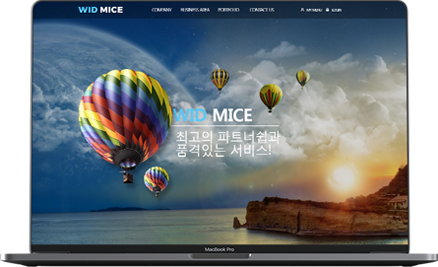 WID MICE
COMPANY BUSINESS AREA PORTFOLIO CONTACT US
MY MENU LOGIN
WID MICE
최고의 파트너쉽과
품격있는 서비스!
MacBook Pro